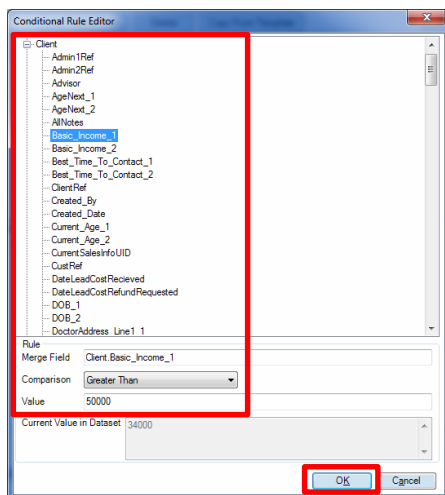 Conditional Rule Editor
Client
Admin1Ref
Admin2Ref
Advisor
AgeNext_1
AgeNext_2
AllNotes
Basic_Income_1
Basic_Income_2
Best_Time_To_Contact_1
Best_Time_To_Contact_2
ClientRef
Created_By
Created_Date
Current_Age_1
Current_Age_2
CurrentSalesInfoUID
CustRef
DateLeadCostRecieved
DateLeadCostRefundRequested
DOB_1
DOB_2
DoctorAddress_Line1_1
Rule
Merge Field Client.Basic_Income_1
Comparison Greater Than
Value 50000
Current Value in Dataset 34000
OK Cancel